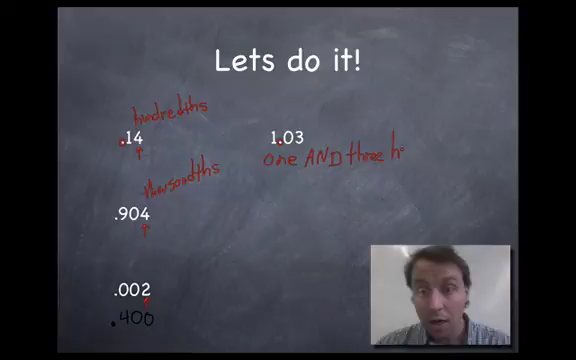 Lets do it!
hundredths
.14
1.03
one AND three h
thousandths
.904
.002
.400